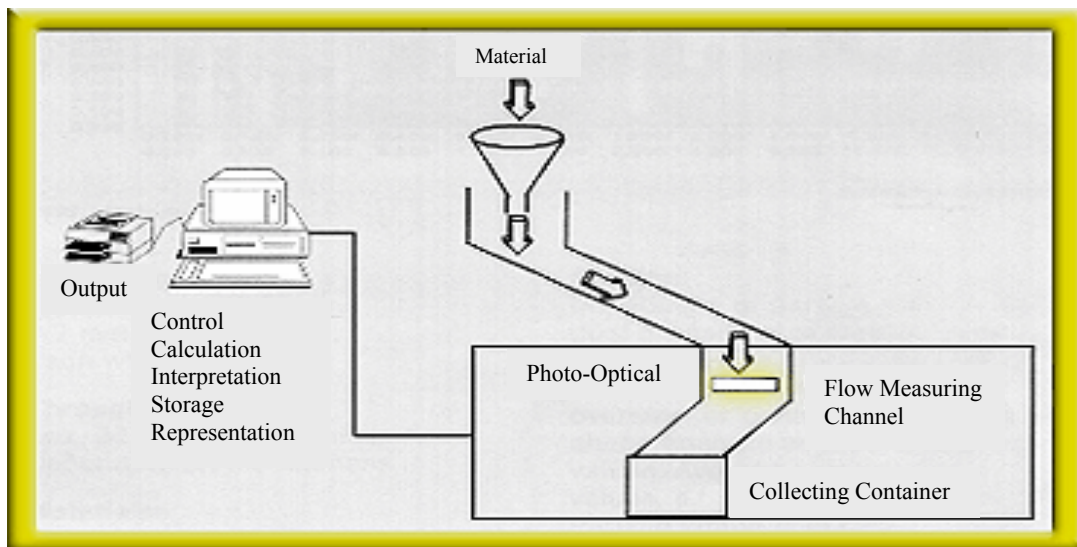 Material
Output
Control
Calculation
Interpretation
Storage
Representation
Photo-Optical
Flow Measuring
Channel
Collecting Container